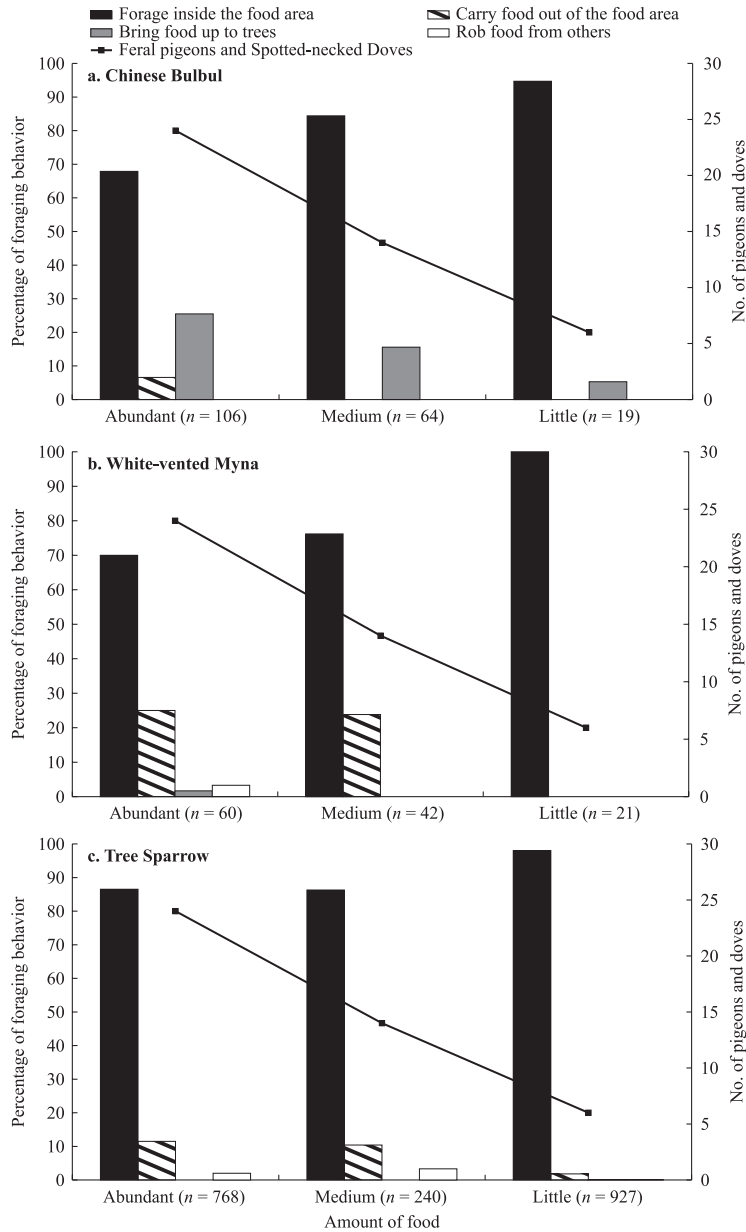 Forage inside the food area
Carry food out of the food area
Bring food up to trees
Rob food from others
Feral pigeons and Spotted-necked Doves
a. Chinese Bulbul
Percentage of foraging behavior
100
90
80
70
60
50
40
30
20
10
0
30
25
20
15
10
5
0
No. of pigeons and doves
Abundant (n = 106)
Medium (n = 64)
Little (n = 19)
b. White-vented Myna
Percentage of foraging behavior
100
90
80
70
60
50
40
30
20
10
0
30
25
20
15
10
5
0
No. of pigeons and doves
Abundant (n = 60)
Medium (n = 42)
Little (n = 21)
c. Tree Sparrow
Percentage of foraging behavior
100
90
80
70
60
50
40
30
20
10
0
30
25
20
15
10
5
0
No. of pigeons and doves
Abundant (n = 768)
Medium (n = 240)
Little (n = 927)
Amount of food